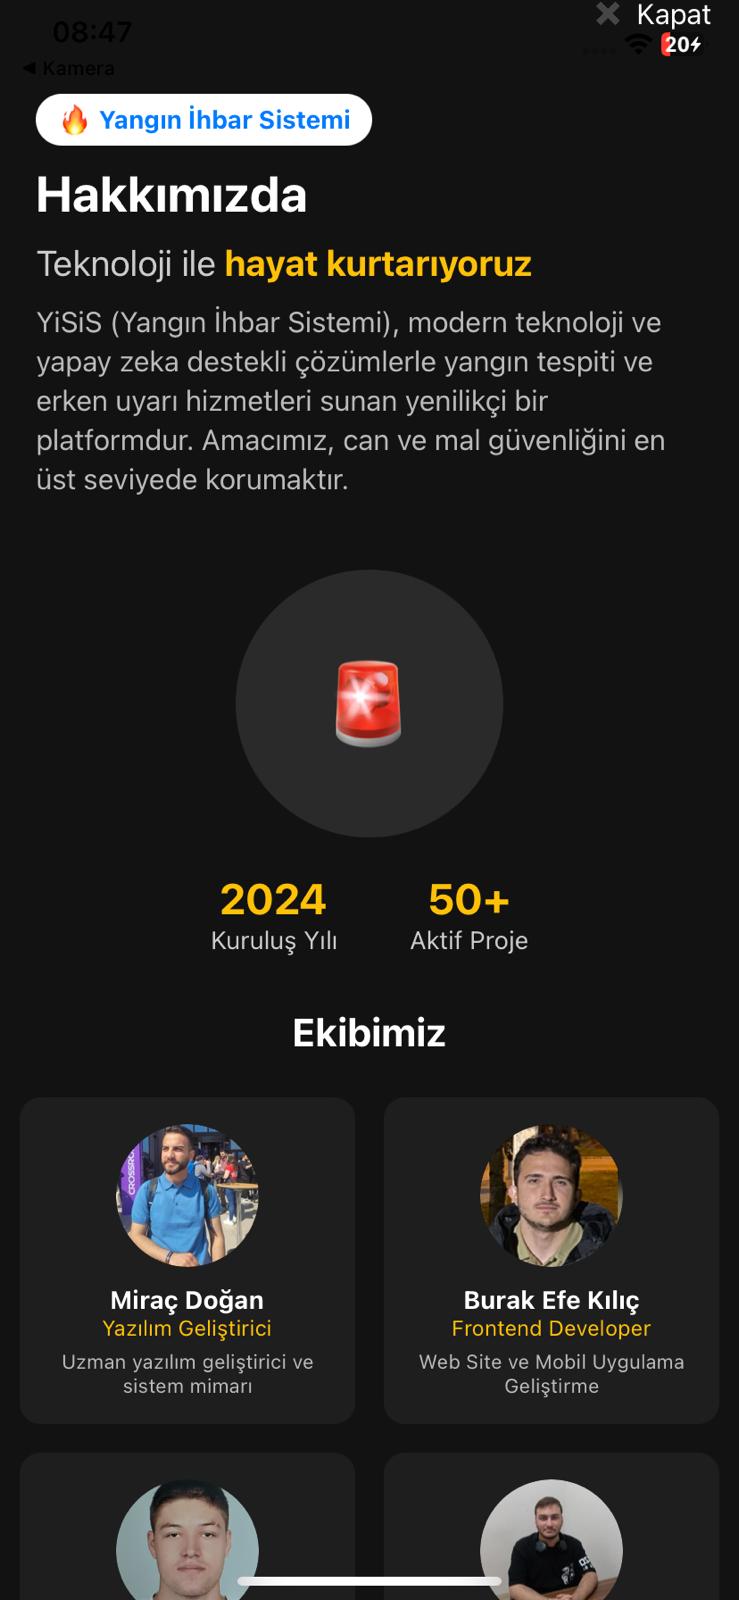 Kapat
08:47
20
◀ Kamera
Yangın İhbar Sistemi
Hakkımızda
Teknoloji ile hayat kurtarıyoruz
YiSiS (Yangın İhbar Sistemi), modern teknoloji ve
yapay zeka destekli çözümlerle yangın tespiti ve
erken uyarı hizmetleri sunan yenilikçi bir
platformdur. Amacımız, can ve mal güvenliğini en
üst seviyede korumaktır.
2024 50+
Kuruluş Yılı Aktif Proje
Ekibimiz
CROSSRO
Miraç Doğan
Yazılım Geliştirici
Uzman yazılım geliştirici ve
sistem mimarı
Burak Efe Kılıç
Frontend Developer
Web Site ve Mobil Uygulama
Geliştirme